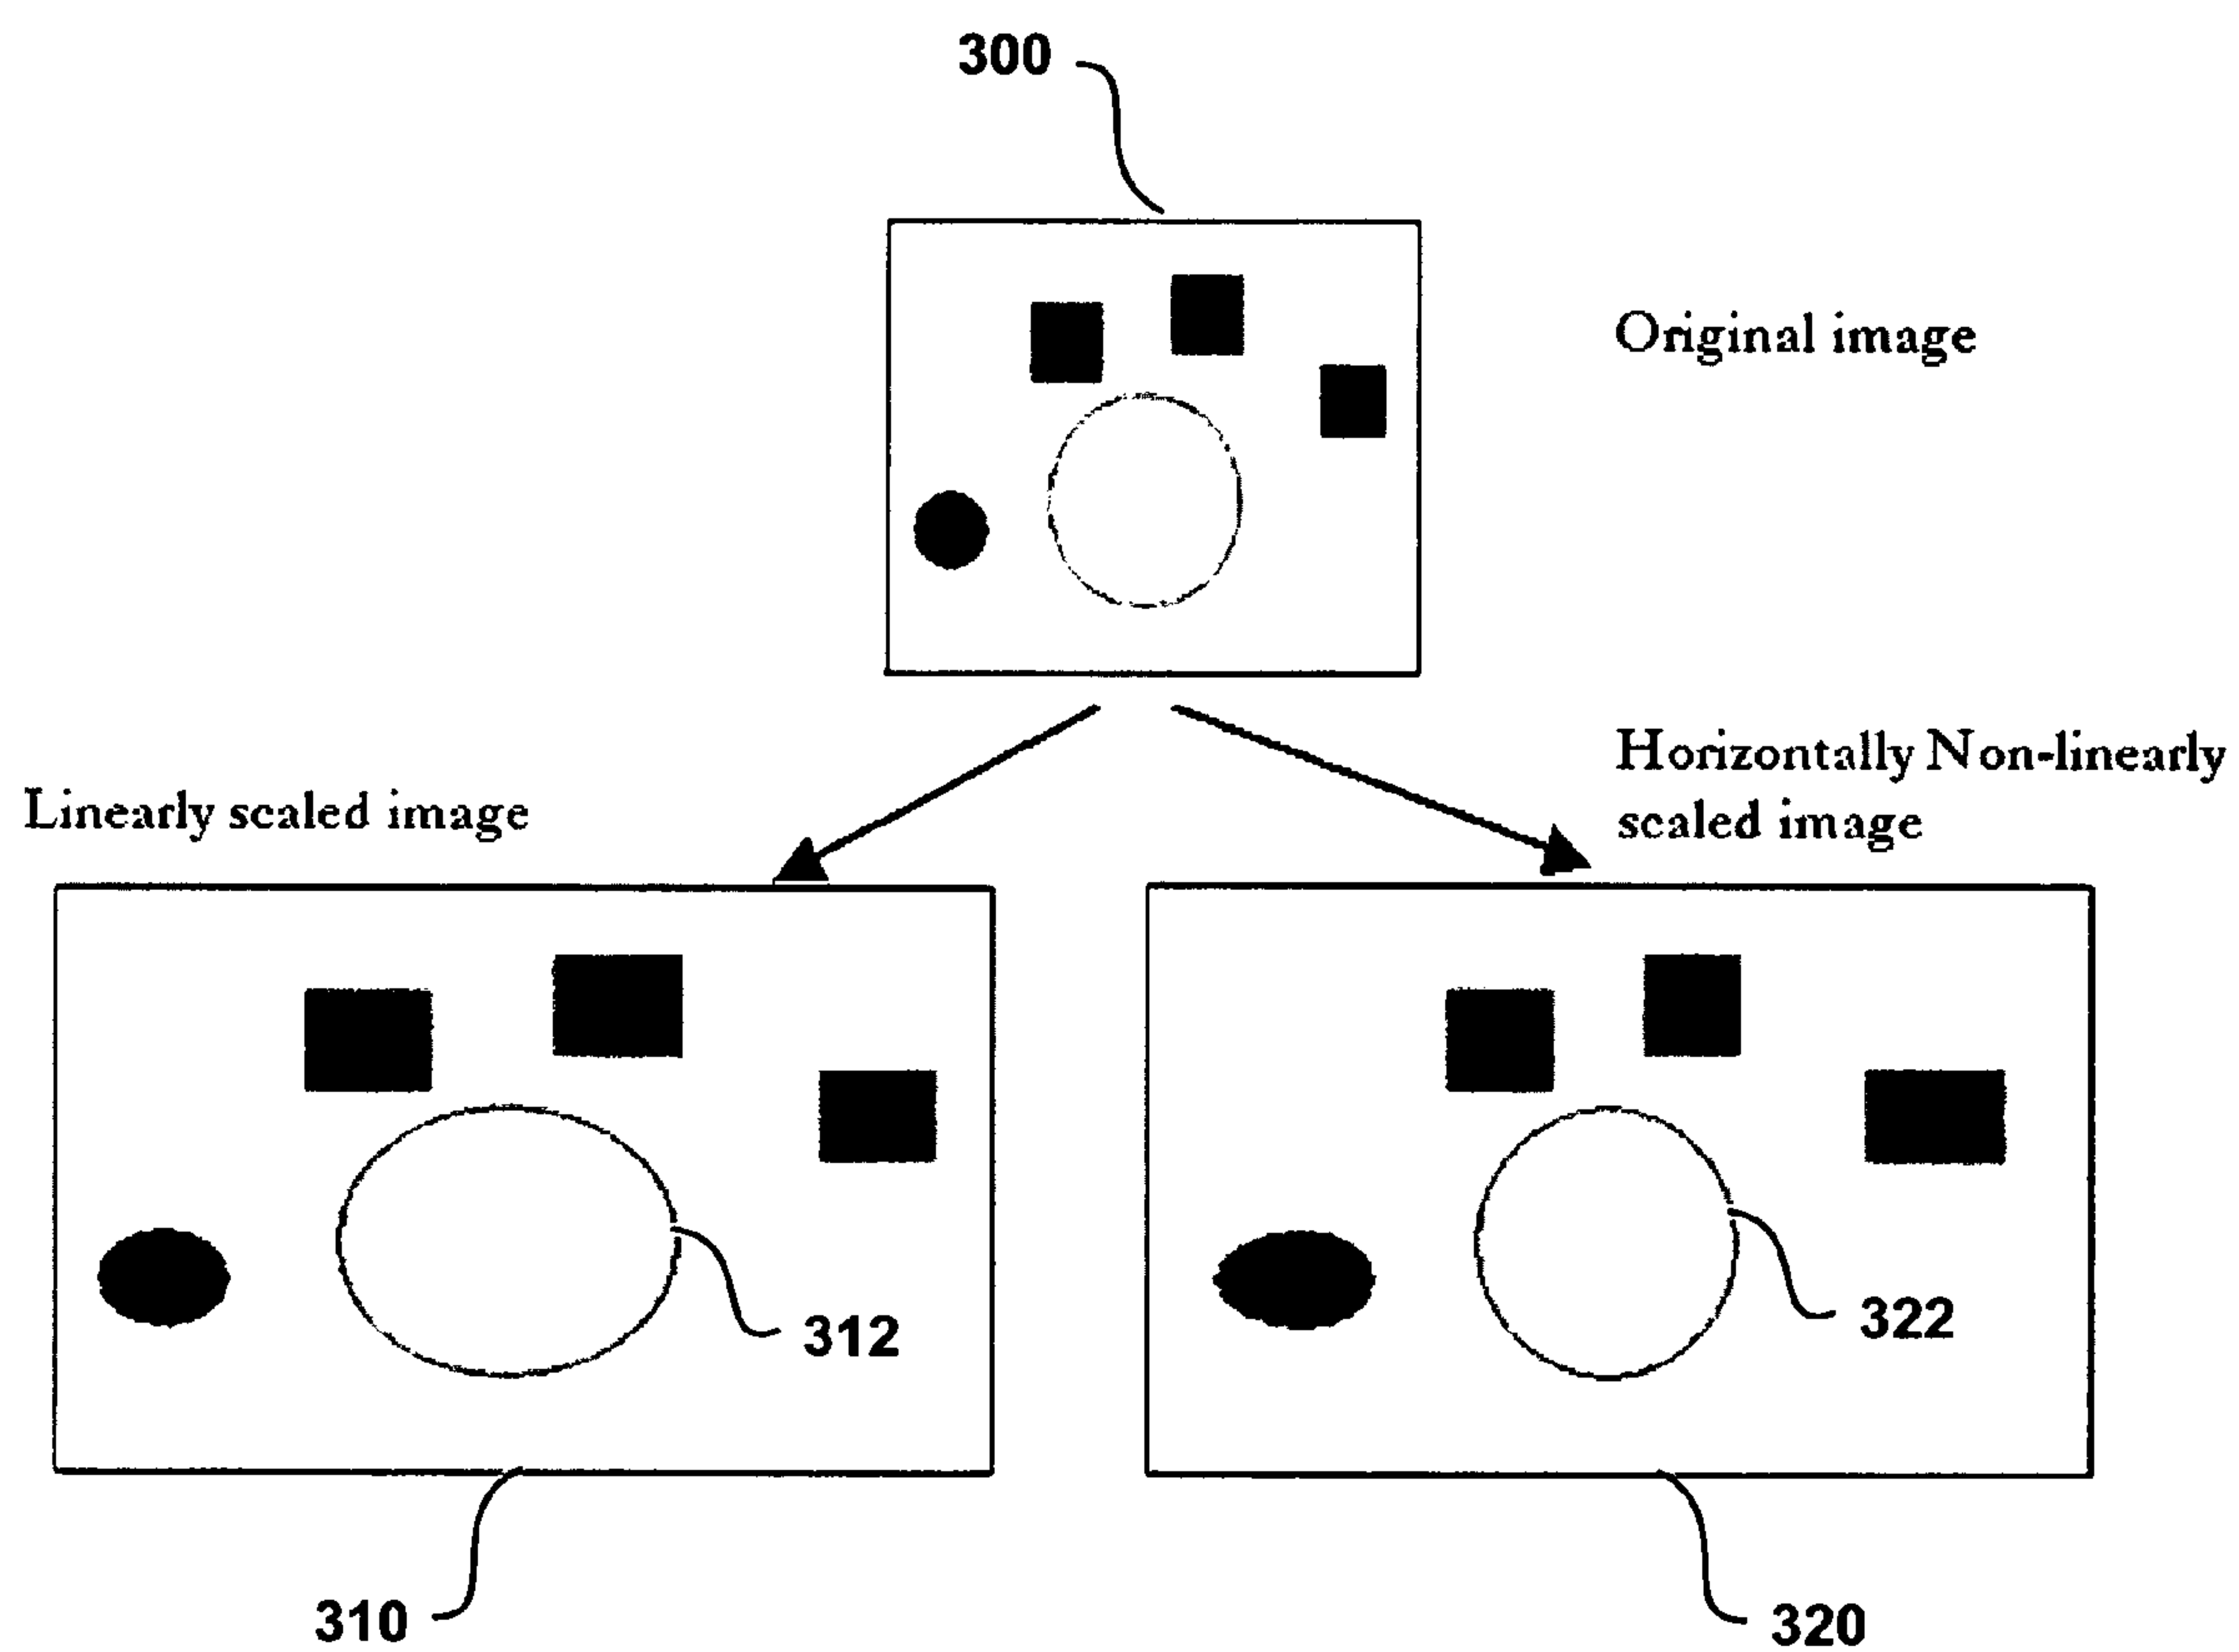 300
Original image
Horizontally Non-linearly
scaled image
Linearly scaled image
312
322
310
320